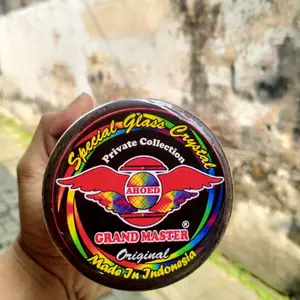 Special Glass Crystal
Private Collection
AHOED
GRAND MASTER ®
Original
Made In Indonesia